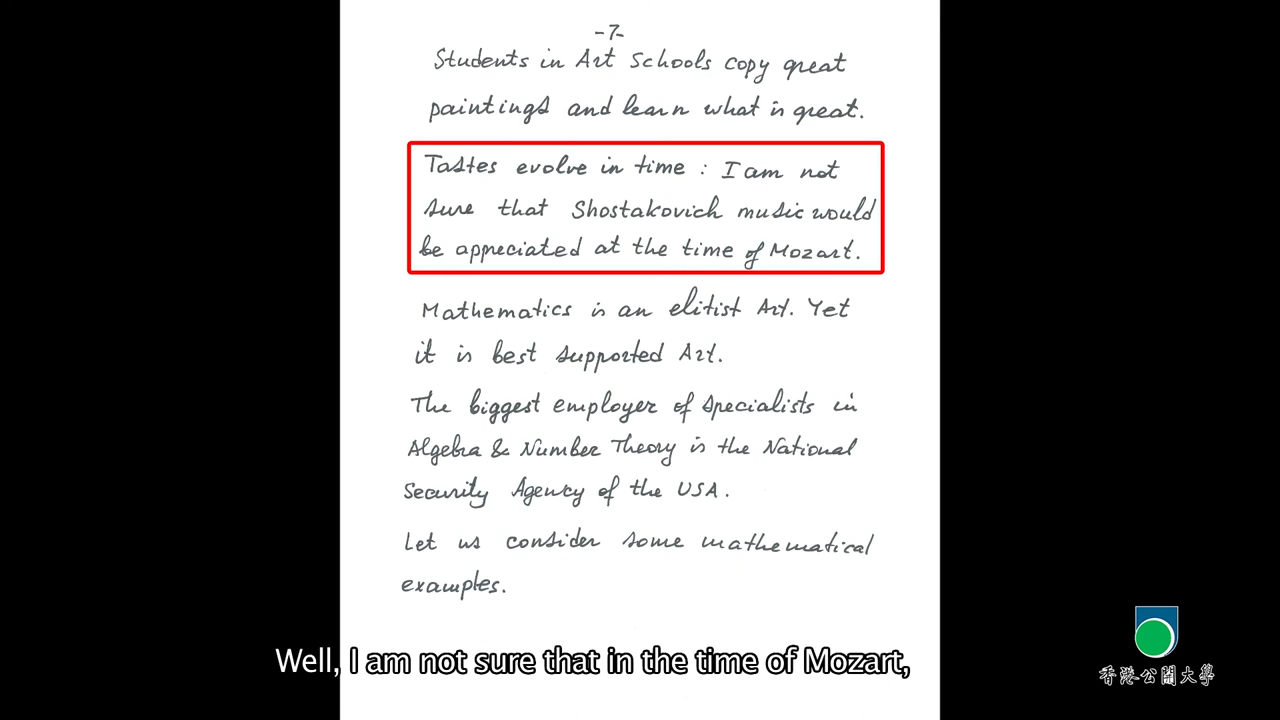 -7-
Students in Art Schools copy great
paintings and learn what is great.
Tastes evolve in time : I am not
sure that Shostakovich music would
be appreciated at the time of Mozart.
Mathematics is an elitist Art. Yet
it is best supported Art.
The biggest employer of specialists in
Algebra & Number Theory is the National
Security Agency of the USA.
Let us consider some mathematical
examples.
Well, I am not sure that in the time of Mozart,
香港公開大學